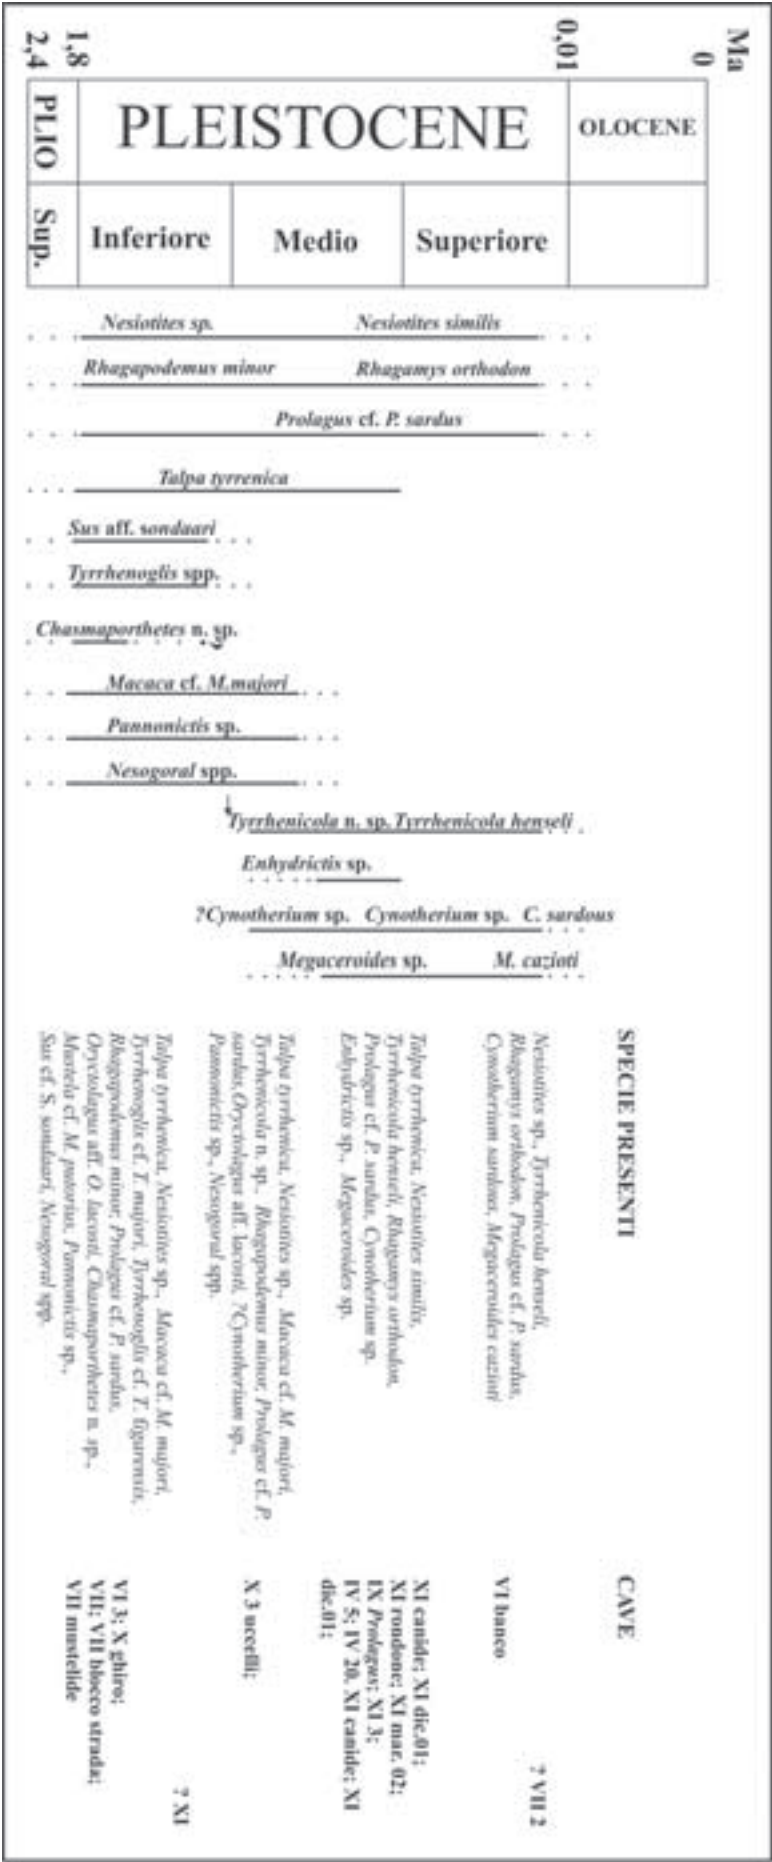 Ma
0
0,01
1,8
2,4
PLIO
PLEISTOCENE
OLOCENE
Sup.
Inferiore
Medio
Superiore
Nesiotites sp.
Nesiotites similis
Rhagapodemus minor
Rhagamys orthodon
Prolagus cf. P. sardus
Talpa tyrrenica
Sus aff. sondaari
Tyrrhenoglis spp.
Chasmaporthetes n. sp.
Macaca cf. M.majori
Pannonictis sp.
Nesogoral spp.
Tyrrhenicola n. sp. Tyrrhenicola henseli
Enhydrictis sp.
?Cynotherium sp. Cynotherium sp. C. sardous
Megaceroides sp. M. cazioti
SPECIE PRESENTI
Nesiotites sp., Tyrrhenicola henseli,
Rhagamys orthodon, Prolagus cf. P. sardus,
Cynotherium sardous, Megaceroides cazioti
Talpa tyrrhenica, Nesiotites similis,
Tyrrhenicola henseli, Rhagamys orthodon,
Prolagus cf. P. sardus, Cynotherium sp.
Enhydrictis sp., Megaceroides sp.
Talpa tyrrhenica, Nesiotites sp., Macaca cf. M. majori,
Tyrrhenicola n. sp., Rhagapodemus minor, Prolagus cf. P.
sardus, Oryctolagus aff. lacosti, ?Cynotherium sp.,
Pannonictis sp., Nesogoral spp.
Talpa tyrrhenica, Nesiotites sp., Macaca cf. M. majori,
Tyrrhenoglis cf. T. majori, Tyrrhenoglis cf. T. figarensis,
Rhagapodemus minor, Prolagus cf. P. sardus,
Oryctolagus aff. O. lacosti, Chasmaporthetes n. sp.,
Mustela cf. M. putorius, Pannonictis sp.,
Sus cf. S. sondaari, Nesogoral spp.
CAVE
VI banco
? VII 2
XI canide; XI dic.01;
XI rondone; XI mar. 02;
IX Prolagus; XI 3;
IV 5; IV 20. XI canide; XI
dic.01;
X 3 uccelli;
? XI
VI 3; X ghiro;
VII; VII blocco strada;
VII mustelide